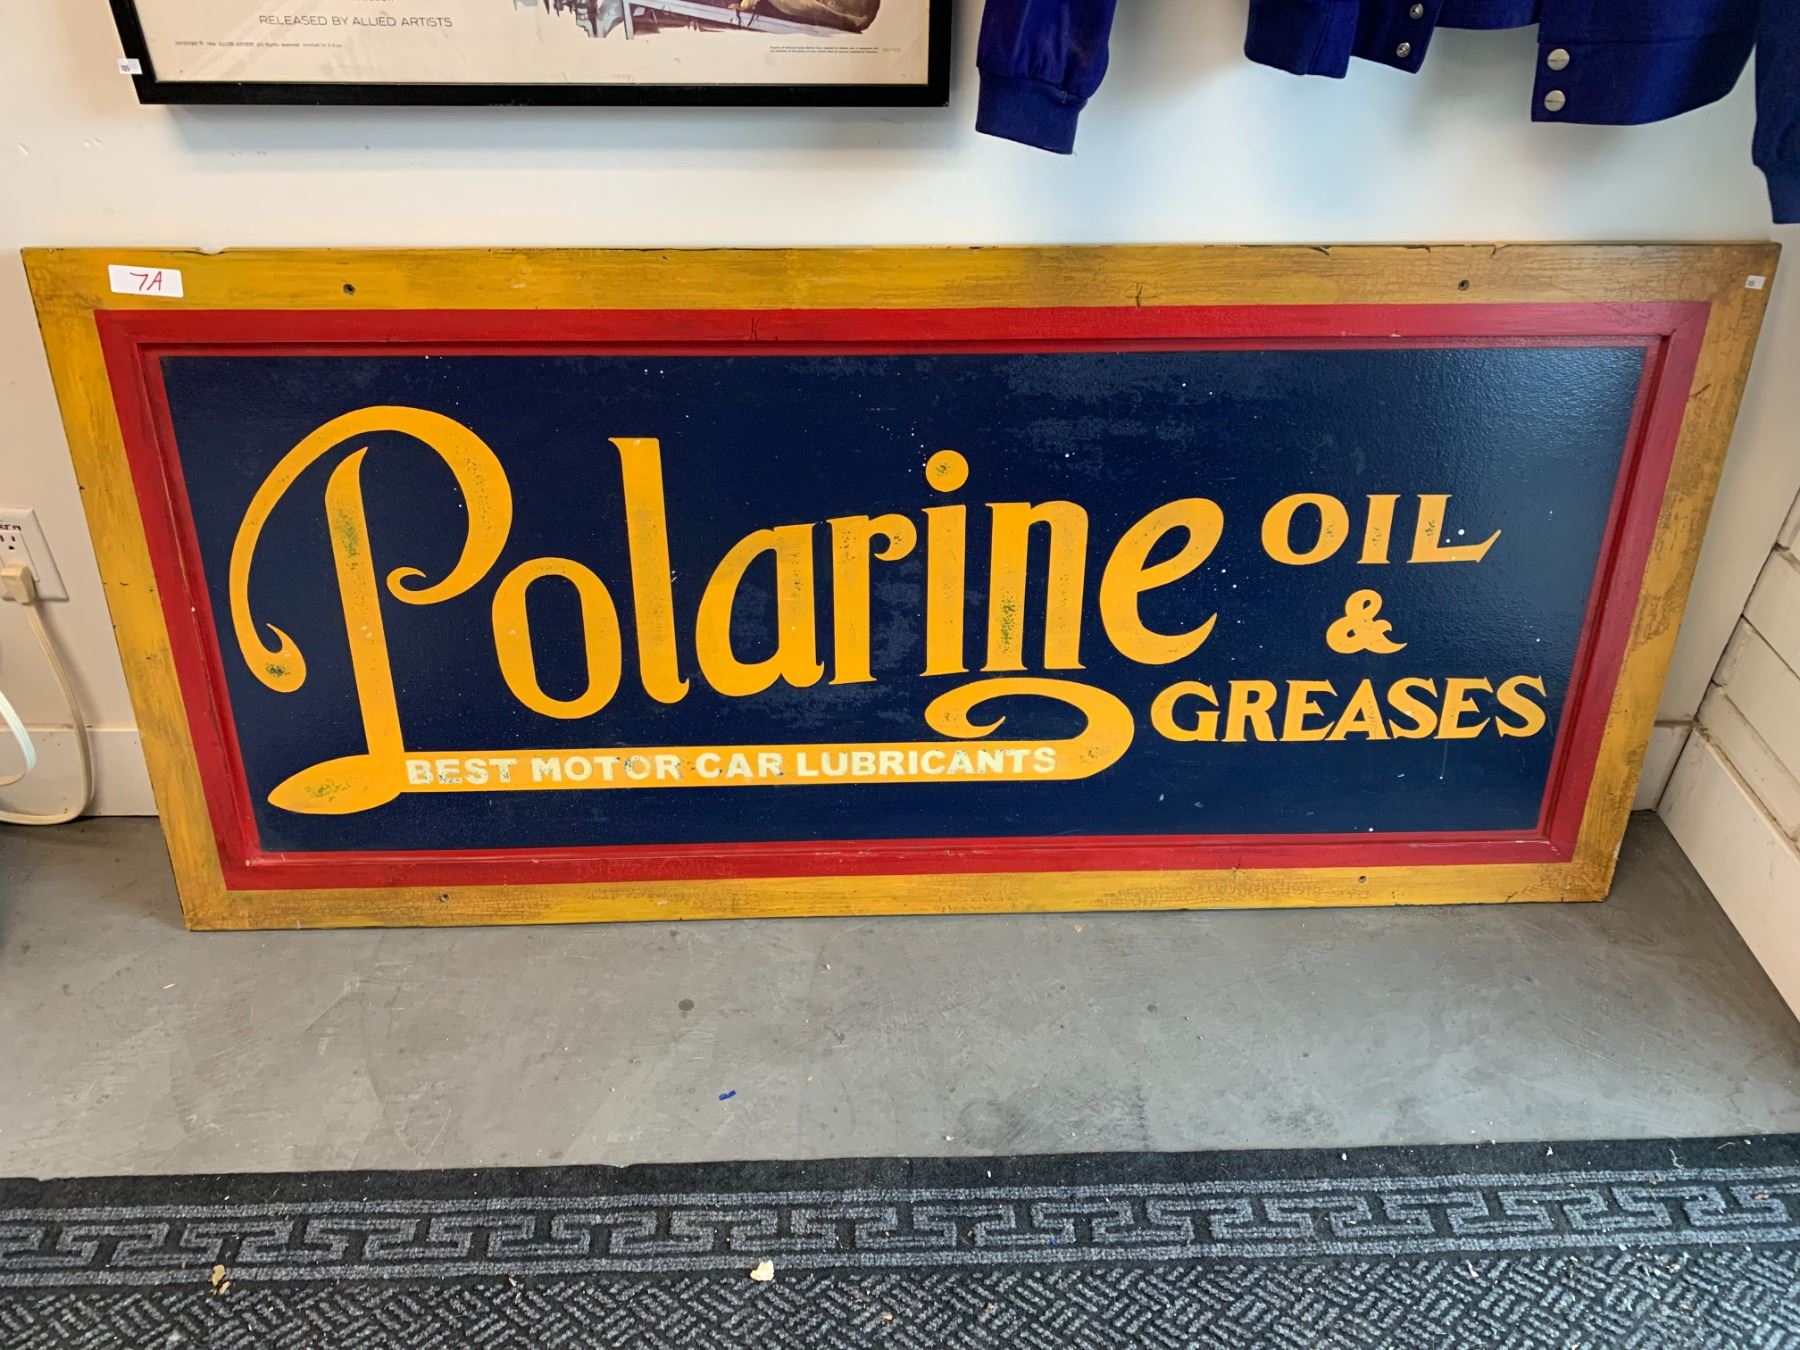 RELEASED BY ALLIED ARTISTS
7A
Polarine OIL
&
GREASES
BEST MOTOR CAR LUBRICANTS